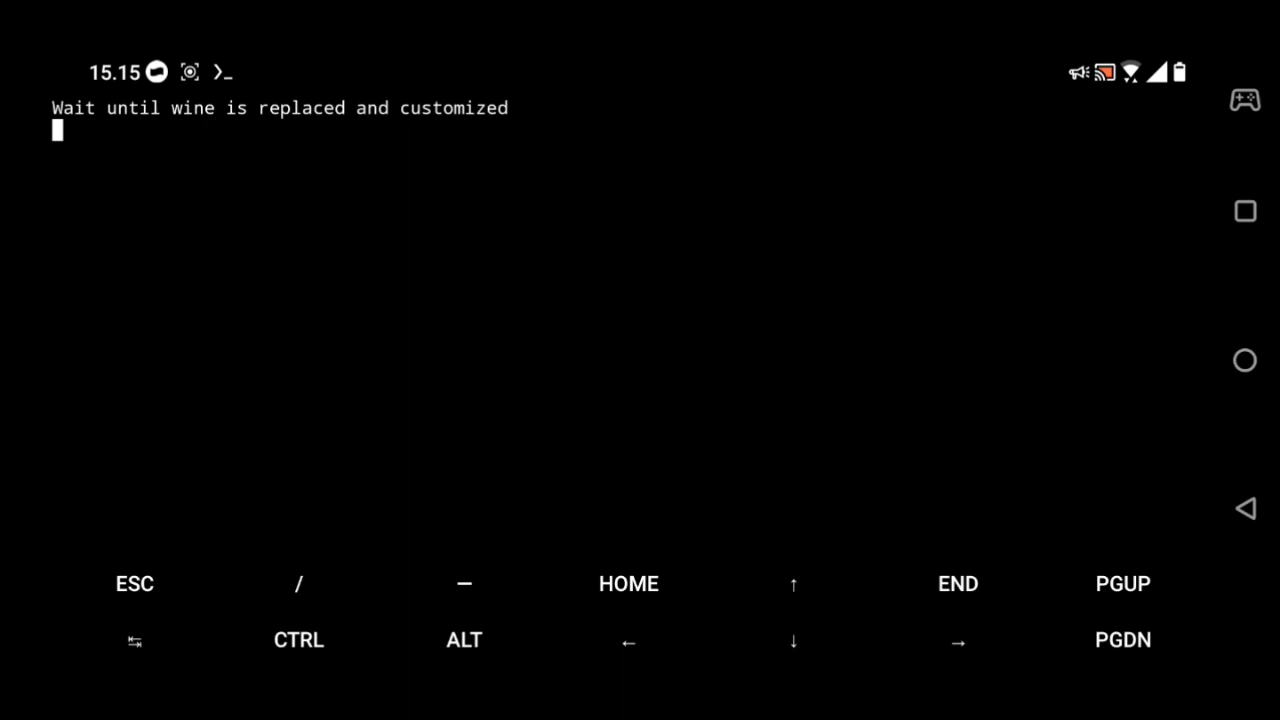 15.15
Wait until wine is replaced and customized
ESC / — HOME ↑ END PGUP
↹ CTRL ALT ← ↓ → PGDN